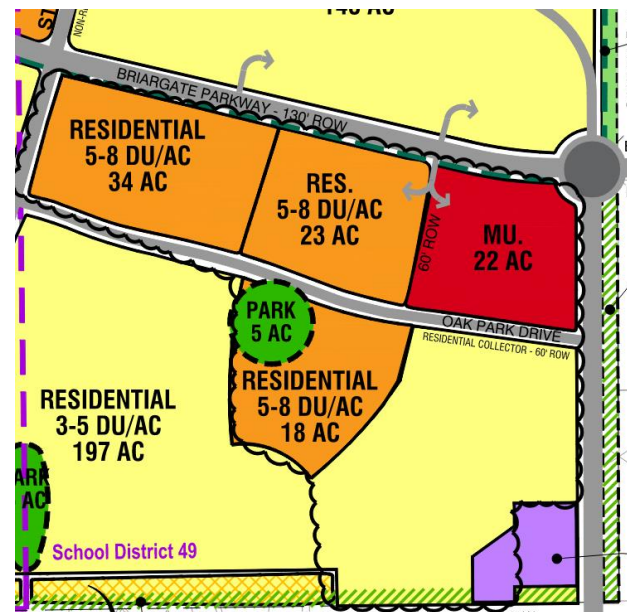 BRIARGATE PARKWAY - 130' ROW
RESIDENTIAL
5-8 DU/AC
34 AC
RES.
5-8 DU/AC
23 AC
60' ROW
MU.
22 AC
PARK
5 AC
OAK PARK DRIVE
RESIDENTIAL COLLECTOR - 60' ROW
RESIDENTIAL
5-8 DU/AC
18 AC
RESIDENTIAL
3-5 DU/AC
197 AC
AC
School District 49